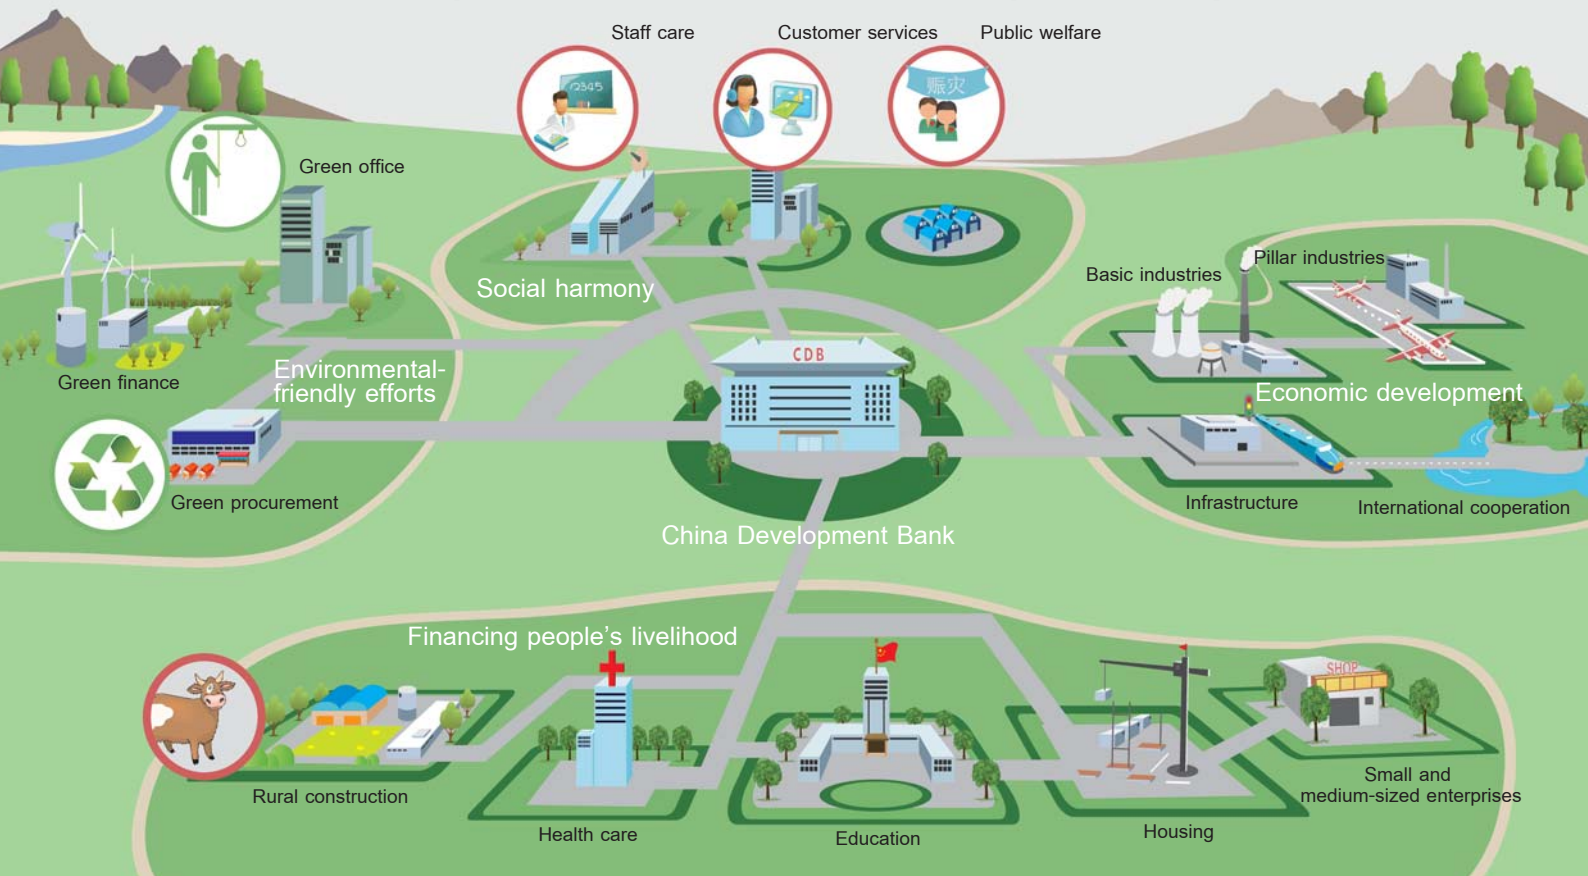 Staff care
Customer services
Public welfare
12345
赈灾
Green office
Social harmony
Basic industries
Pillar industries
CDB
Green finance
Environmental-
friendly efforts
Economic development
Green procurement
Infrastructure
International cooperation
China Development Bank
Financing people's livelihood
SHOP
Rural construction
Small and
medium-sized enterprises
Health care
Education
Housing